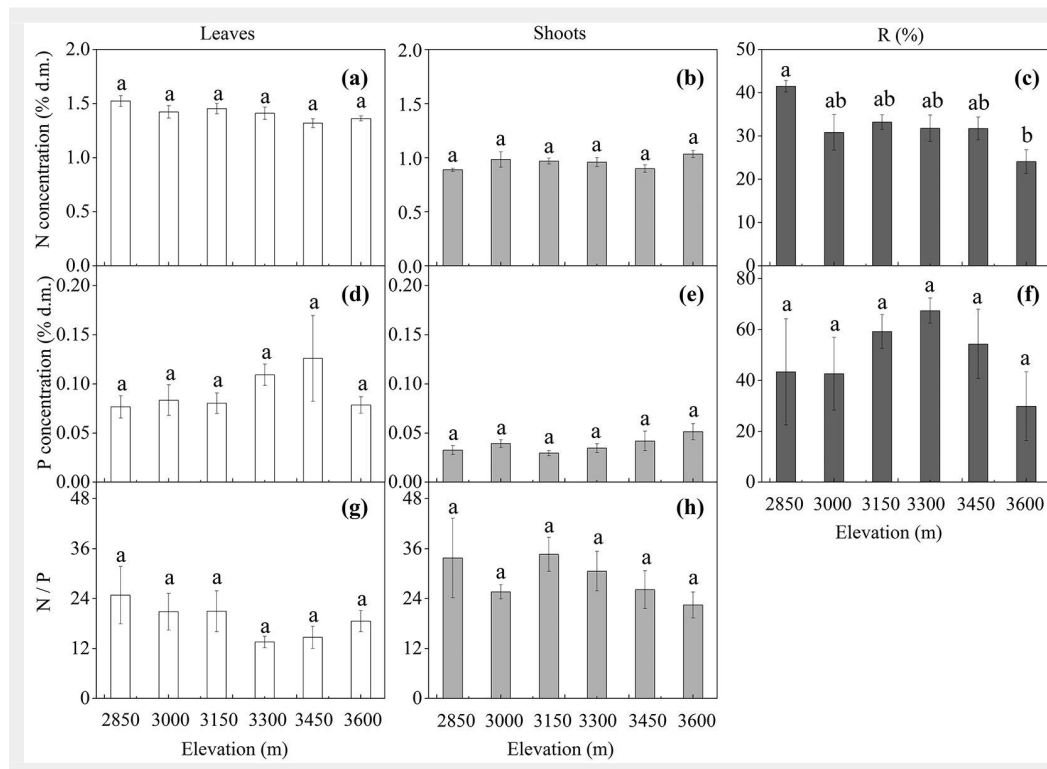 Leaves Shoots R (%)
N concentration (% d.m.)
2.0
1.5
1.0
0.5
0.0
(a)
a a a a a a
2.0
1.5
1.0
0.5
0.0
(b)
a a a a a a
50
40
30
20
10
0
(c)
a ab ab ab ab b
P concentration (% d.m.)
0.20
0.15
0.10
0.05
0.00
(d)
a a a a a a
0.20
0.15
0.10
0.05
0.00
(e)
a a a a a a
80
60
40
20
0
(f)
a a a a a a
2850 3000 3150 3300 3450 3600
Elevation (m)
N / P
48
36
24
12
0
(g)
a a a a a a
2850 3000 3150 3300 3450 3600
Elevation (m)
48
36
24
12
0
(h)
a a a a a a
2850 3000 3150 3300 3450 3600
Elevation (m)